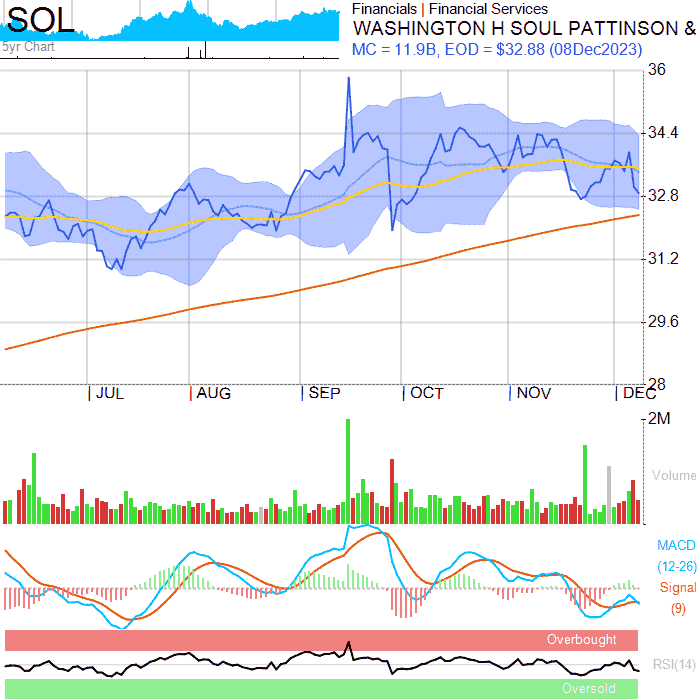 SOL
5yr Chart
Financials | Financial Services
WASHINGTON H SOUL PATTINSON &
MC = 11.9B, EOD = $32.88 (08Dec2023)
36
34.4
32.8
31.2
29.6
28
JUL AUG SEP OCT NOV DEC
2M
Volume
MACD
(12-26)
Signal
(9)
Overbought
RSI(14)
Oversold